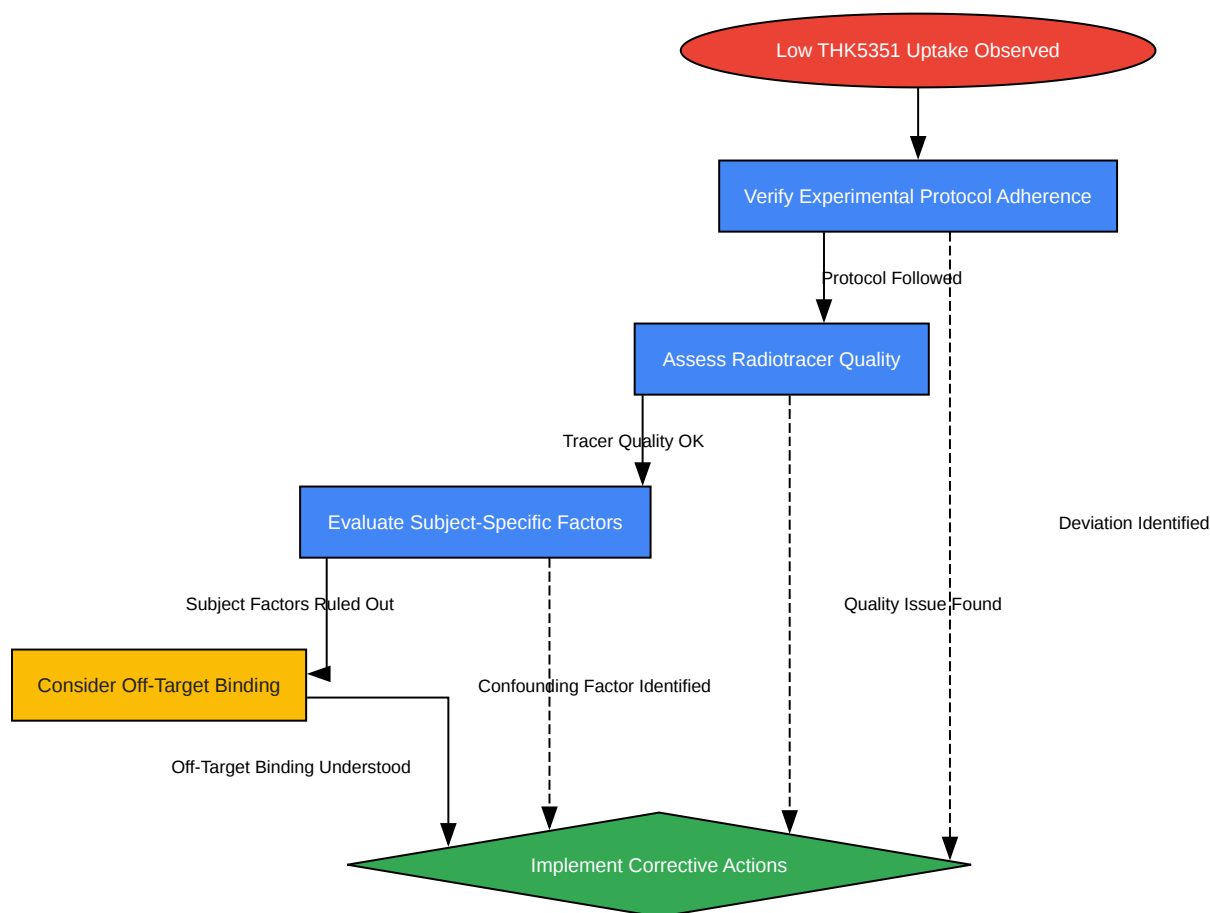 Low THK5351 Uptake Observed
Verify Experimental Protocol Adherence
Protocol Followed
Assess Radiotracer Quality
Tracer Quality OK
Evaluate Subject-Specific Factors
Deviation Identified
Subject Factors Ruled Out
Quality Issue Found
Consider Off-Target Binding
Confounding Factor Identified
Off-Target Binding Understood
Implement Corrective Actions